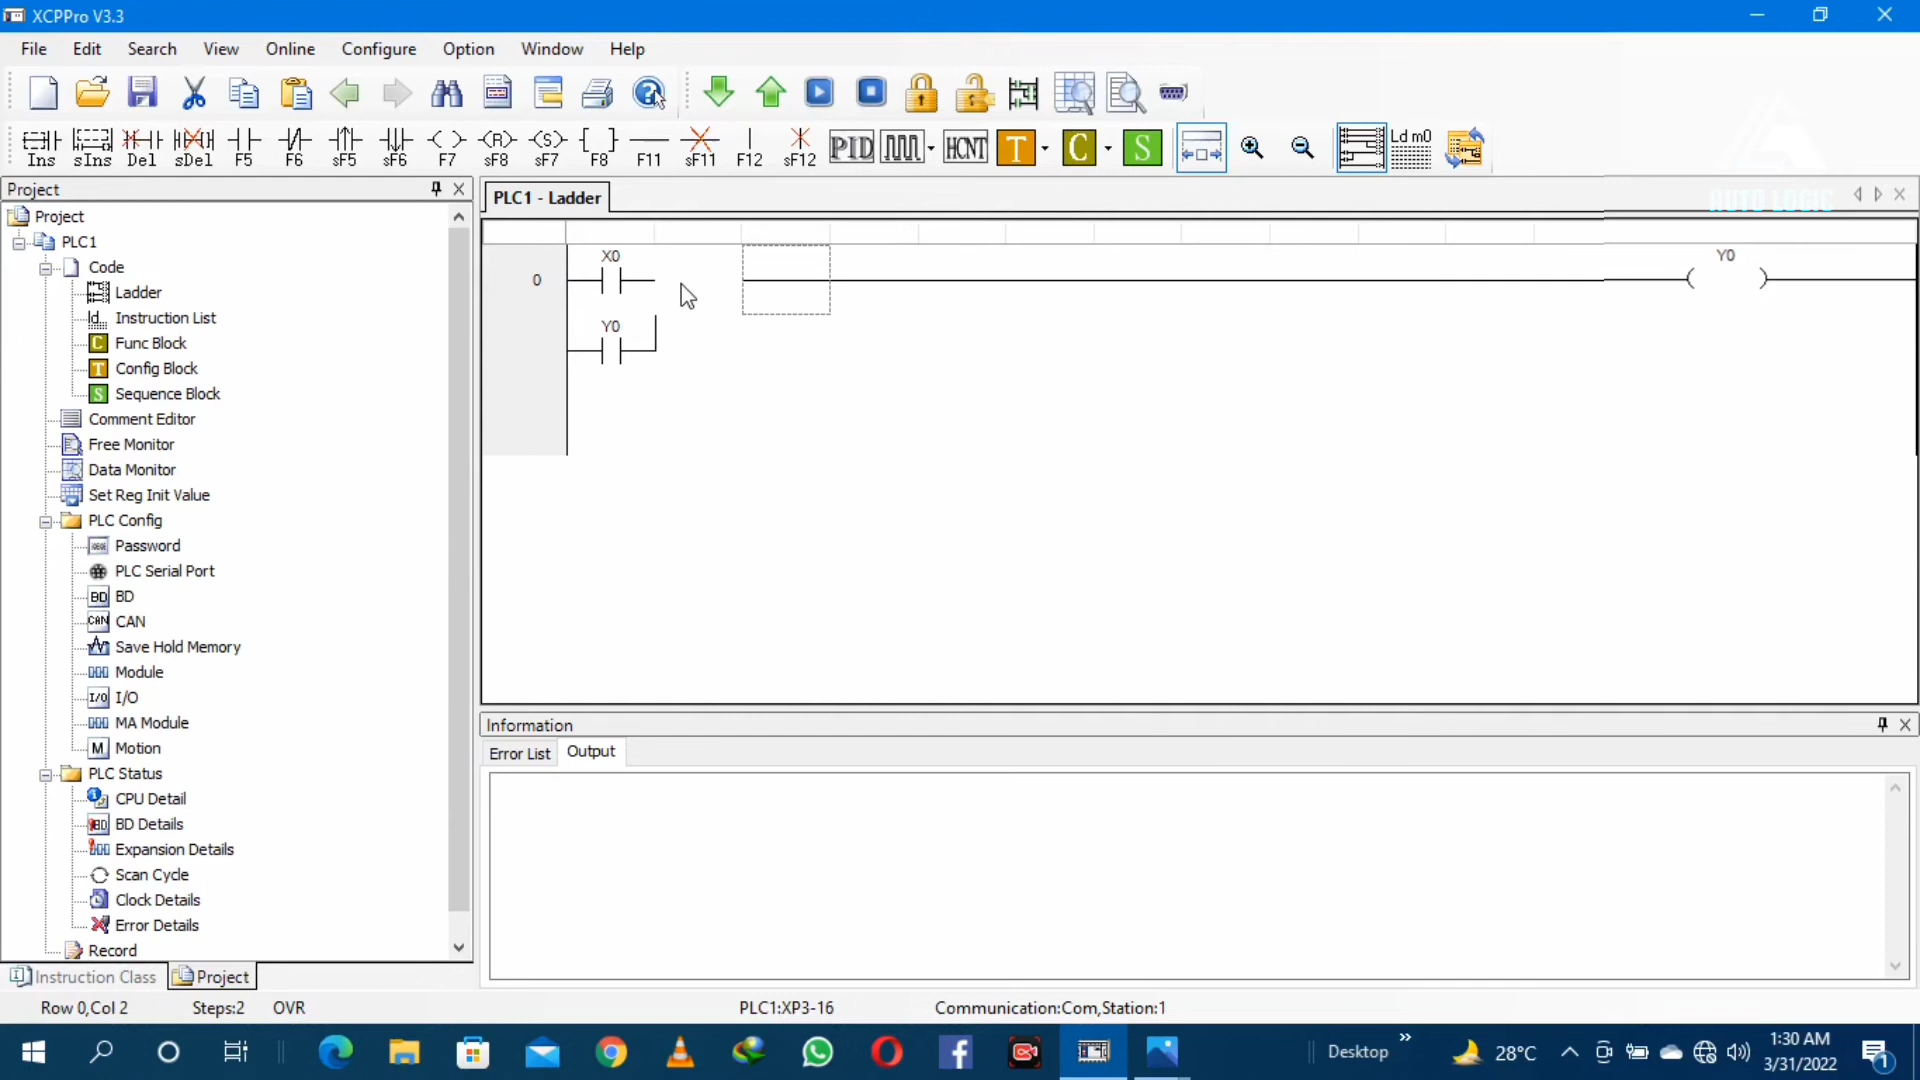 XCPPro V3.3
File Edit Search View Online Configure Option Window Help
Ins sIns Del sDel F5 F6 sF5 sF6 F7 sF8 sF7 F8 F11 sF11 F12 sF12 PID HCNT T C S Ld m0
Project
PLC1 - Ladder
AUTO LOGIC
Project
PLC1
Code
Ladder
Instruction List
Func Block
Config Block
Sequence Block
Comment Editor
Free Monitor
Data Monitor
Set Reg Init Value
PLC Config
Password
PLC Serial Port
BD BD
CAN CAN
Save Hold Memory
Module
I/O I/O
MA Module
M Motion
PLC Status
CPU Detail
BD BD Details
Expansion Details
Scan Cycle
Clock Details
Error Details
Record
Instruction Class Project
X0 Y0
0
Y0
Information
Error List Output
Row 0,Col 2 Steps:2 OVR PLC1:XP3-16 Communication:Com,Station:1
Desktop 28°C 1:30 AM
3/31/2022 1